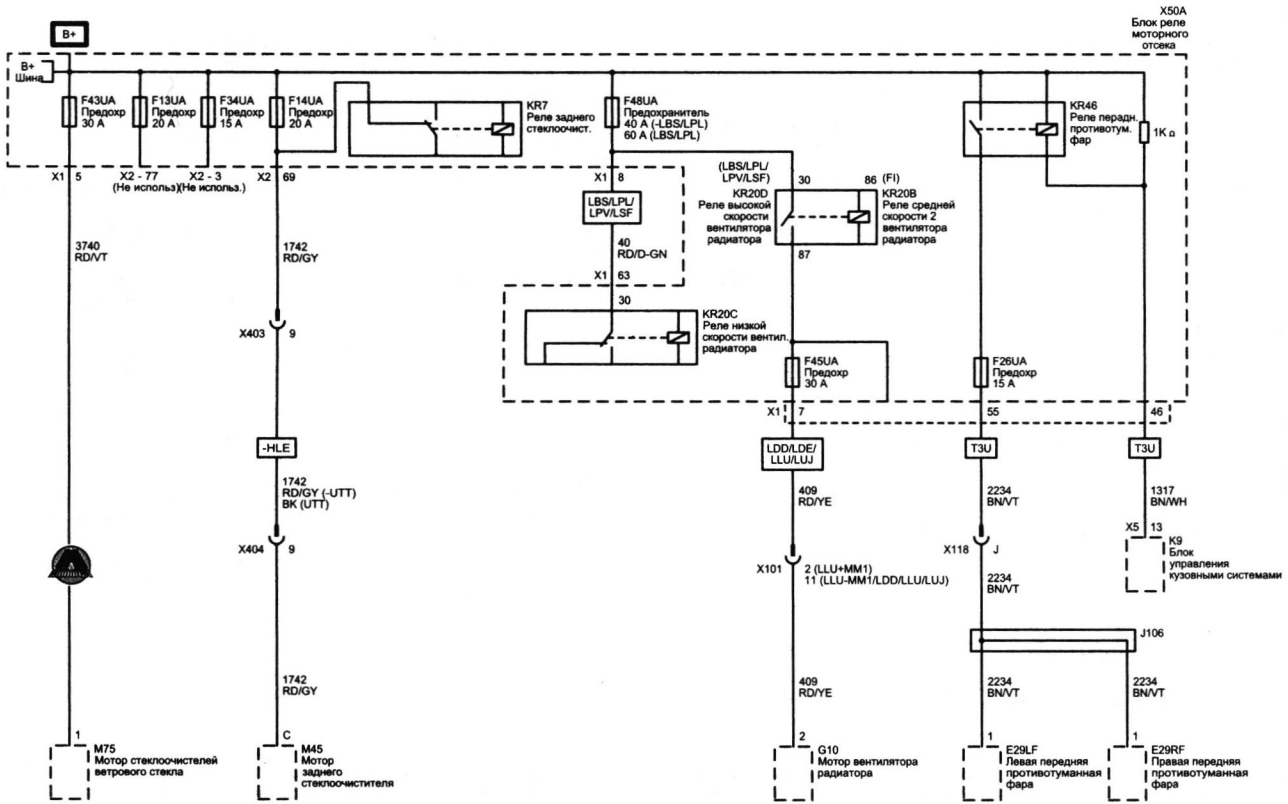 X50A
Блок реле
моторного
отсека
B+
B+
Шина
F43UA
Предохр
30 А
F13UA
Предохр
20 А
F34UA
Предохр
15 А
F14UA
Предохр
20 А
KR7
Реле заднего
стеклоочист.
F48UA
Предохранитель
40 А (-LBS/LPL)
60 А (LBS/LPL)
KR46
Реле перадн.
противотум.
фар
1K Ω
X1 5
X2 - 77
(Не использ)
X2 - 3
(Не использ.)
X2 69
X1 8
LBS/LPL/
LPV/LSF
(LBS/LPL/
LPV/LSF)
30
86 (FI)
KR20D
Реле высокой
скорости
вентилятора
радиатора
KR20B
Реле средней
скорости 2
вентилятора
радиатора
87
3740
RD/VT
1742
RD/GY
40
RD/D-GN
X1 63
30
KR20C
Реле низкой
скорости вентил.
радиатора
X403 9
F45UA
Предохр
30 А
F26UA
Предохр
15 А
X1 7
55
46
-HLE
LDD/LDE/
LLU/LUJ
T3U
T3U
1742
RD/GY (-UTT)
BK (UTT)
409
RD/YE
2234
BN/VT
1317
BN/WH
X404 9
X101
2 (LLU+MM1)
11 (LLU-MM1/LDD/LLU/LUJ)
X118 J
X5 13
K9
Блок
управления
кузовными системами
2234
BN/VT
J106
1742
RD/GY
409
RD/YE
2234
BN/VT
2234
BN/VT
1
M75
Мотор стеклоочистелей
ветрового стекла
C
M45
Мотор
заднего
стеклоочистителя
2
G10
Мотор вентилятора
радиатора
1
E29LF
Левая передняя
противотуманная
фара
1
E29RF
Правая передняя
противотуманная
фара